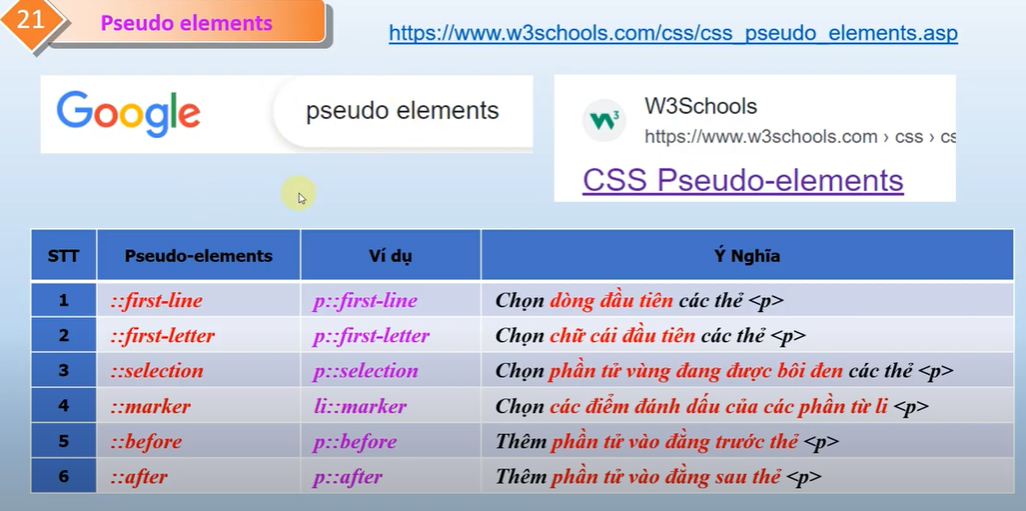 21
Pseudo elements
https://www.w3schools.com/css/css_pseudo_elements.asp
Google
pseudo elements
W3Schools
https://www.w3schools.com › css › cs
CSS Pseudo-elements
STT Pseudo-elements Ví dụ Ý Nghĩa
1 ::first-line p::first-line Chọn dòng đầu tiên các thẻ <p>
2 ::first-letter p::first-letter Chọn chữ cái đầu tiên các thẻ <p>
3 ::selection p::selection Chọn phần tử vùng đang được bôi đen các thẻ <p>
4 ::marker li::marker Chọn các điểm đánh dấu của các phần từ li <p>
5 ::before p::before Thêm phần tử vào đằng trước thẻ <p>
6 ::after p::after Thêm phần tử vào đằng sau thẻ <p>